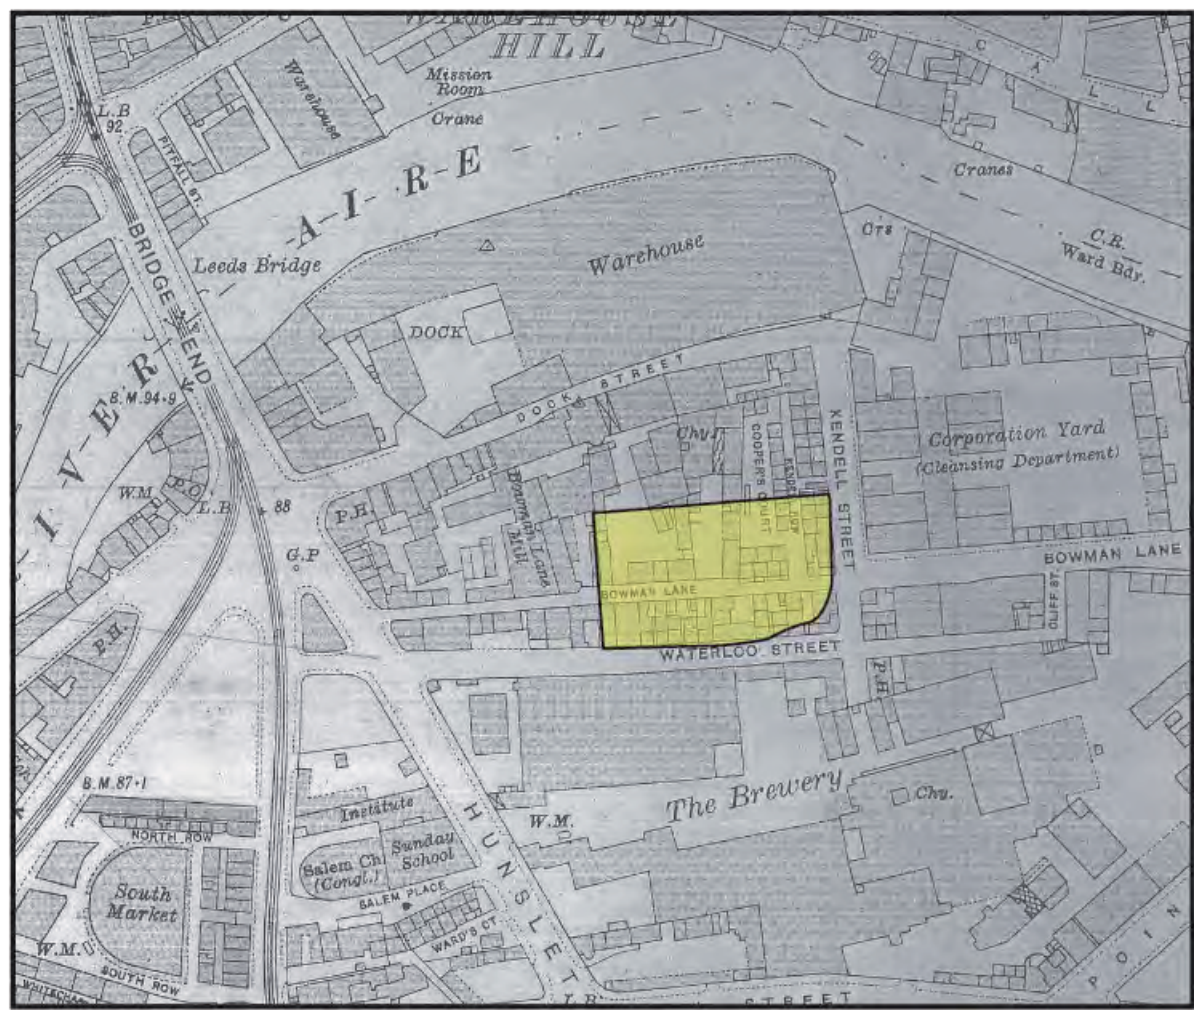 HILL
P.H.
Warehouse
Mission
Room
Crane
C A L L
L.B
92
PITFALL ST.
Cranes
A I R E
BRIDGE END
Leeds Bridge
Warehouse
Crs
C.B.
Ward Bdy.
DOCK
R I V E R
B.M.94·9
DOCK STREET
KENDELL STREET
Chy.
COOPER'S COURT
Corporation Yard
(Cleansing Department)
W.M.
P.O
L.B
88
P.H.
Bowman Lane
Mill
G.P
BOWMAN LANE
BOWMAN LANE
CLIFF ST.
P.H.
WATERLOO STREET
P.H
B.M.87·1
The Brewery
Chy.
NORTH ROW
Institute
W.M.
HUNSLET
Salem Ch.
(Congl.)
Sunday
School
South
Market
SALEM PLACE
WARD'S CT
W.M.
SOUTH ROW
L.B
STREET
POIN